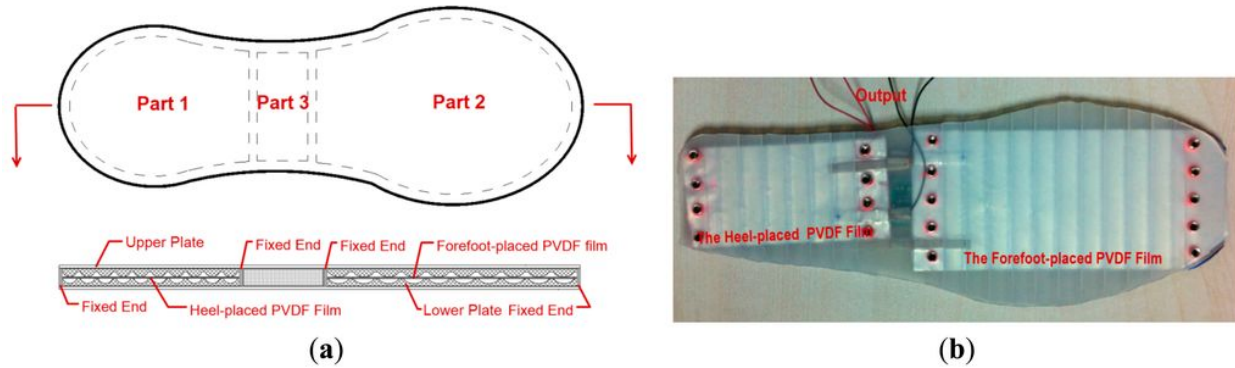 Part 1
Part 3
Part 2
Upper Plate
Fixed End
Fixed End
Forefoot-placed PVDF film
Fixed End
Heel-placed PVDF Film
Lower Plate
Fixed End
(a)
Output
The Heel-placed PVDF Film
The Forefoot-placed PVDF Film
(b)